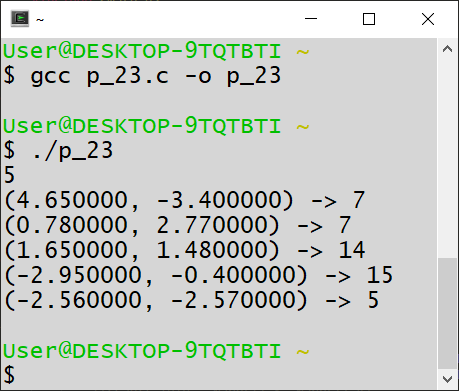 ~
User@DESKTOP-9TQTBTI ~
$ gcc p_23.c -o p_23
User@DESKTOP-9TQTBTI ~
$ ./p_23
5
(4.650000, -3.400000) -> 7
(0.780000, 2.770000) -> 7
(1.650000, 1.480000) -> 14
(-2.950000, -0.400000) -> 15
(-2.560000, -2.570000) -> 5
User@DESKTOP-9TQTBTI ~
$